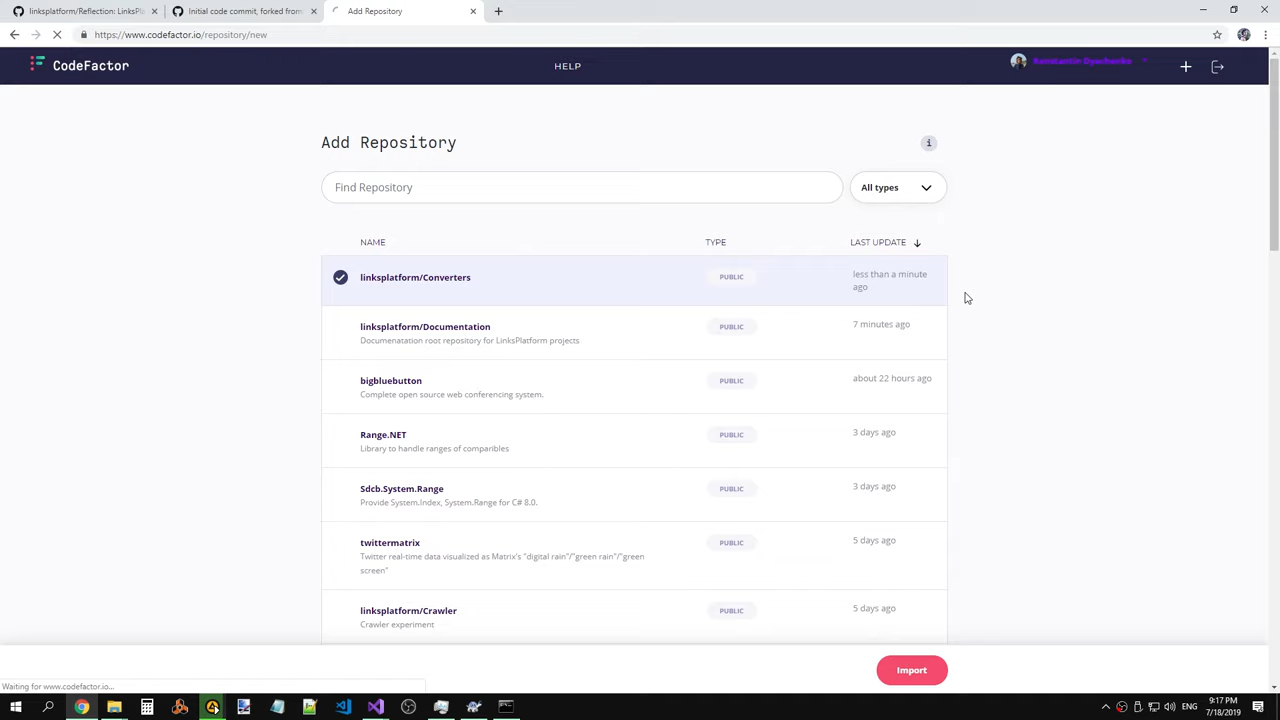 linksplatform/Reflection: LinksPl
Initial code commit, forked from
Add Repository
https://www.codefactor.io/repository/new
CodeFactor
HELP
Konstantin Dyachenko
Add Repository
i
Find Repository
All types
NAME
TYPE
LAST UPDATE
linksplatform/Converters
PUBLIC
less than a minute
ago
linksplatform/Documentation
PUBLIC
7 minutes ago
Documenatation root repository for LinksPlatform projects
bigbluebutton
PUBLIC
about 22 hours ago
Complete open source web conferencing system.
Range.NET
PUBLIC
3 days ago
Library to handle ranges of comparibles
Sdcb.System.Range
PUBLIC
3 days ago
Provide System.Index, System.Range for C# 8.0.
twittermatrix
PUBLIC
5 days ago
Twitter real-time data visualized as Matrix's "digital rain"/"green rain"/"green
screen"
linksplatform/Crawler
PUBLIC
5 days ago
Crawler experiment
Import
Waiting for www.codefactor.io...
ENG
9:17 PM
7/18/2019